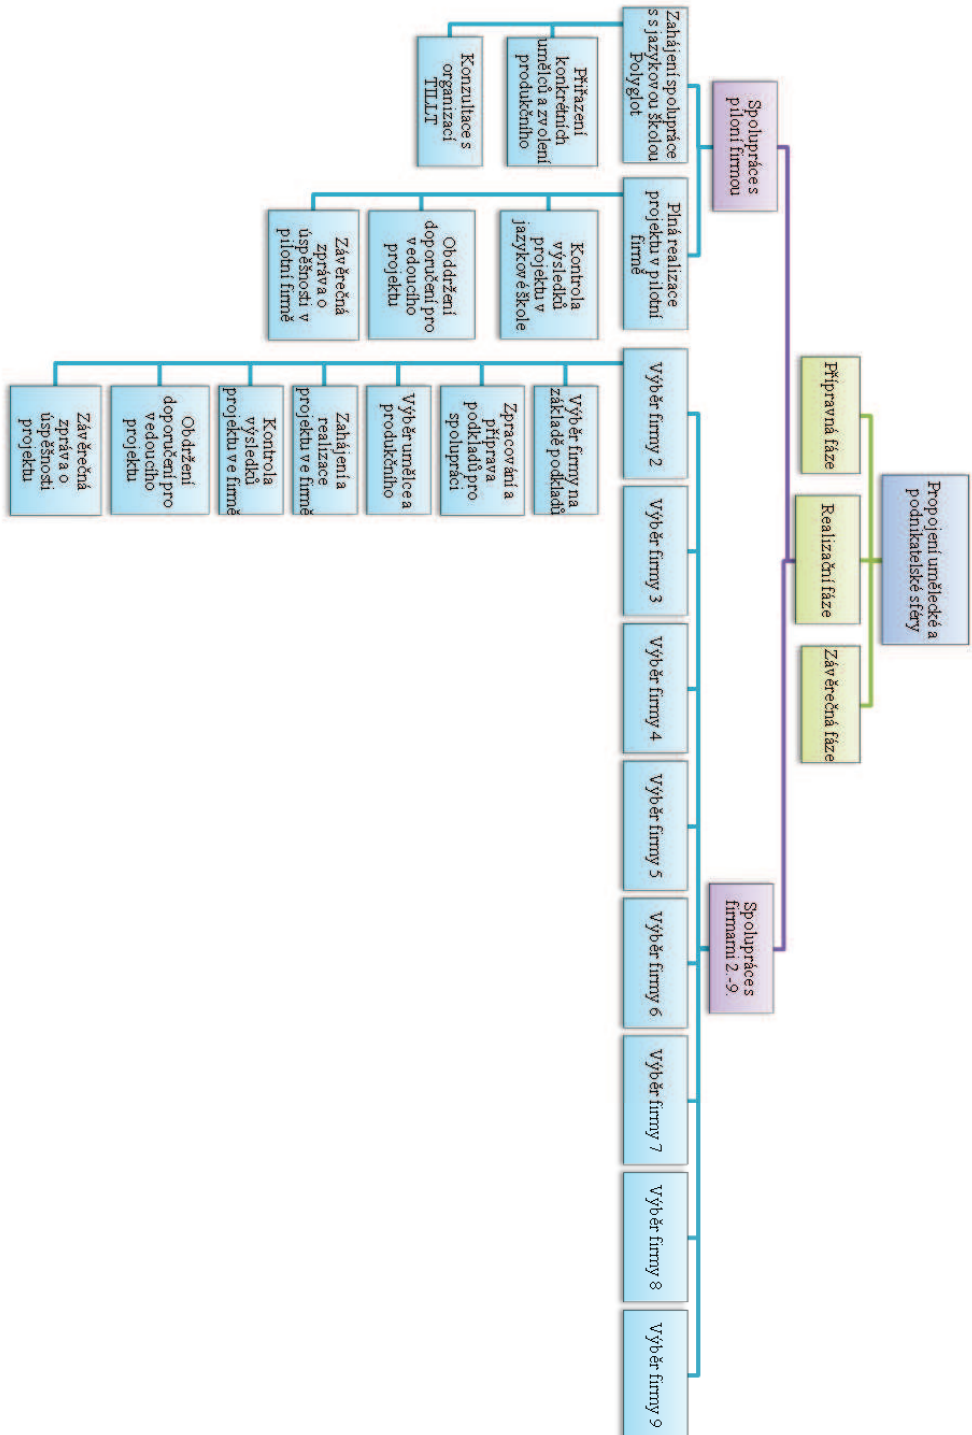 Propojení umělecké a
podnikatelské sféry
Přípravná fáze
Realizační fáze
Závěrečná fáze
Spolupráce s
piloní firmou
Spolupráce s
firmami 2.-9.
Zahájení spolupráce
s s jazykovou školou
Polyglot
Přiřazení
konkrétních
umělců a zvolení
produkčního
Konzultace s
organizací
TILLT
Plná realizace
projektu v pilotní
firmě
Kontrola
výsledků
projektu v
jazykové škole
Obddržení
doporučení pro
vedoucího
projektu
Závěrečná
zpráva o
úspěšnosti v
pilotní firmě
Výběr firmy 2
Výběr firmy na
základě podkladů
Zpracování a
příprava
podkladů pro
spolupráci
Výběr umělce a
produkčního
Zahájení a
realizace
projektu ve firmě
Kontrola
výsledků
projektu ve firmě
Obdržení
doporučení pro
vedoucího
projektu
Závěrečná
zpráva o
úspěšnosti
projektu
Výběr firmy 3
Výběr firmy 4
Výběr firmy 5
Výběr firmy 6
Výběr firmy 7
Výběr firmy 8
Výběr firmy 9